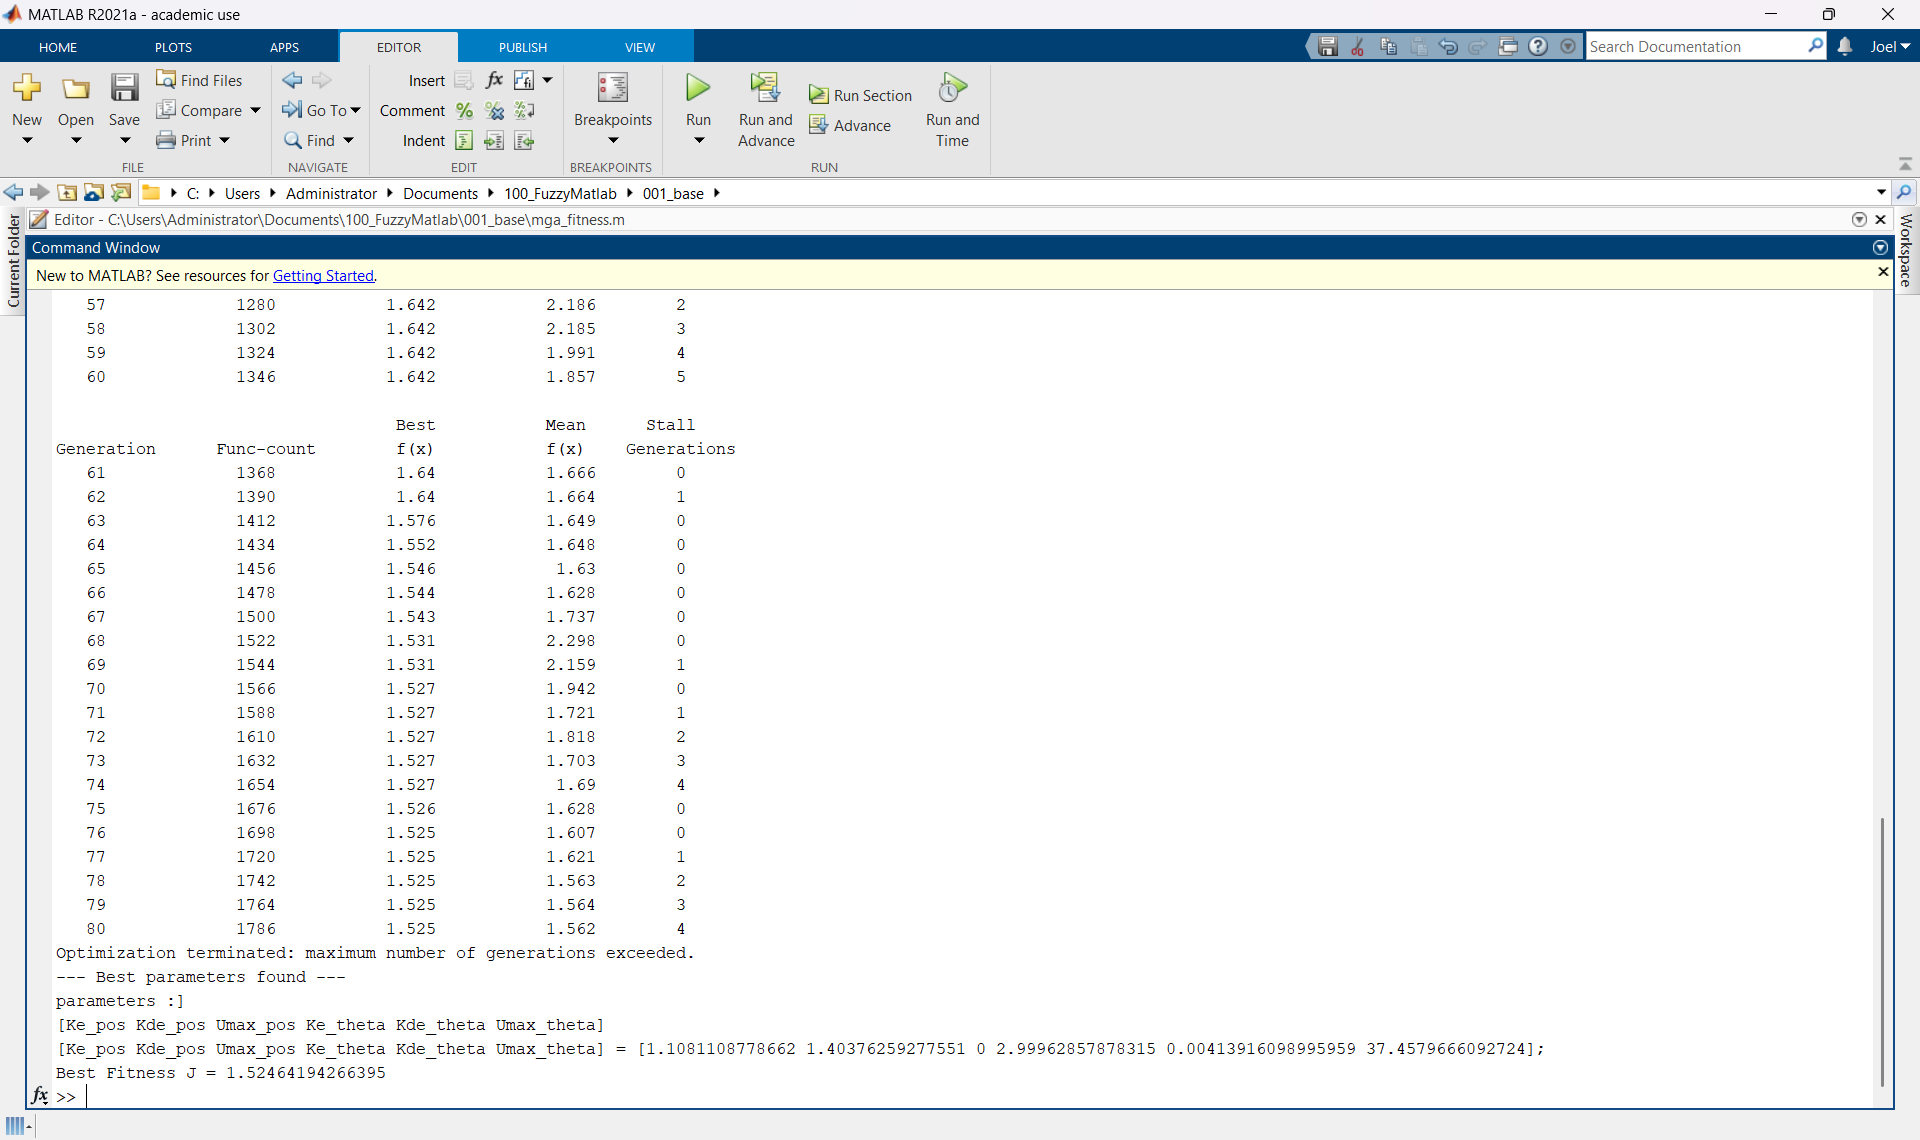 MATLAB R2021a - academic use
HOME PLOTS APPS EDITOR PUBLISH VIEW Search Documentation Joel
New Open Save Find Files Compare Print
Go To Find
Insert fx
Comment
Indent
Breakpoints
Run Run and Advance Run Section Advance Run and Time
FILE NAVIGATE EDIT BREAKPOINTS RUN
C: Users Administrator Documents 100_FuzzyMatlab 001_base
Current Folder
Editor - C:\Users\Administrator\Documents\100_FuzzyMatlab\001_base\mga_fitness.m
Workspace
Command Window
New to MATLAB? See resources for Getting Started.
57 1280 1.642 2.186 2
58 1302 1.642 2.185 3
59 1324 1.642 1.991 4
60 1346 1.642 1.857 5
Best Mean Stall
Generation Func-count f(x) f(x) Generations
61 1368 1.64 1.666 0
62 1390 1.64 1.664 1
63 1412 1.576 1.649 0
64 1434 1.552 1.648 0
65 1456 1.546 1.63 0
66 1478 1.544 1.628 0
67 1500 1.543 1.737 0
68 1522 1.531 2.298 0
69 1544 1.531 2.159 1
70 1566 1.527 1.942 0
71 1588 1.527 1.721 1
72 1610 1.527 1.818 2
73 1632 1.527 1.703 3
74 1654 1.527 1.69 4
75 1676 1.526 1.628 0
76 1698 1.525 1.607 0
77 1720 1.525 1.621 1
78 1742 1.525 1.563 2
79 1764 1.525 1.564 3
80 1786 1.525 1.562 4
Optimization terminated: maximum number of generations exceeded.
--- Best parameters found ---
parameters :]
[Ke_pos Kde_pos Umax_pos Ke_theta Kde_theta Umax_theta]
[Ke_pos Kde_pos Umax_pos Ke_theta Kde_theta Umax_theta] = [1.1081108778662 1.40376259277551 0 2.99962857878315 0.00413916098995959 37.4579666092724];
Best Fitness J = 1.52464194266395
fx >>